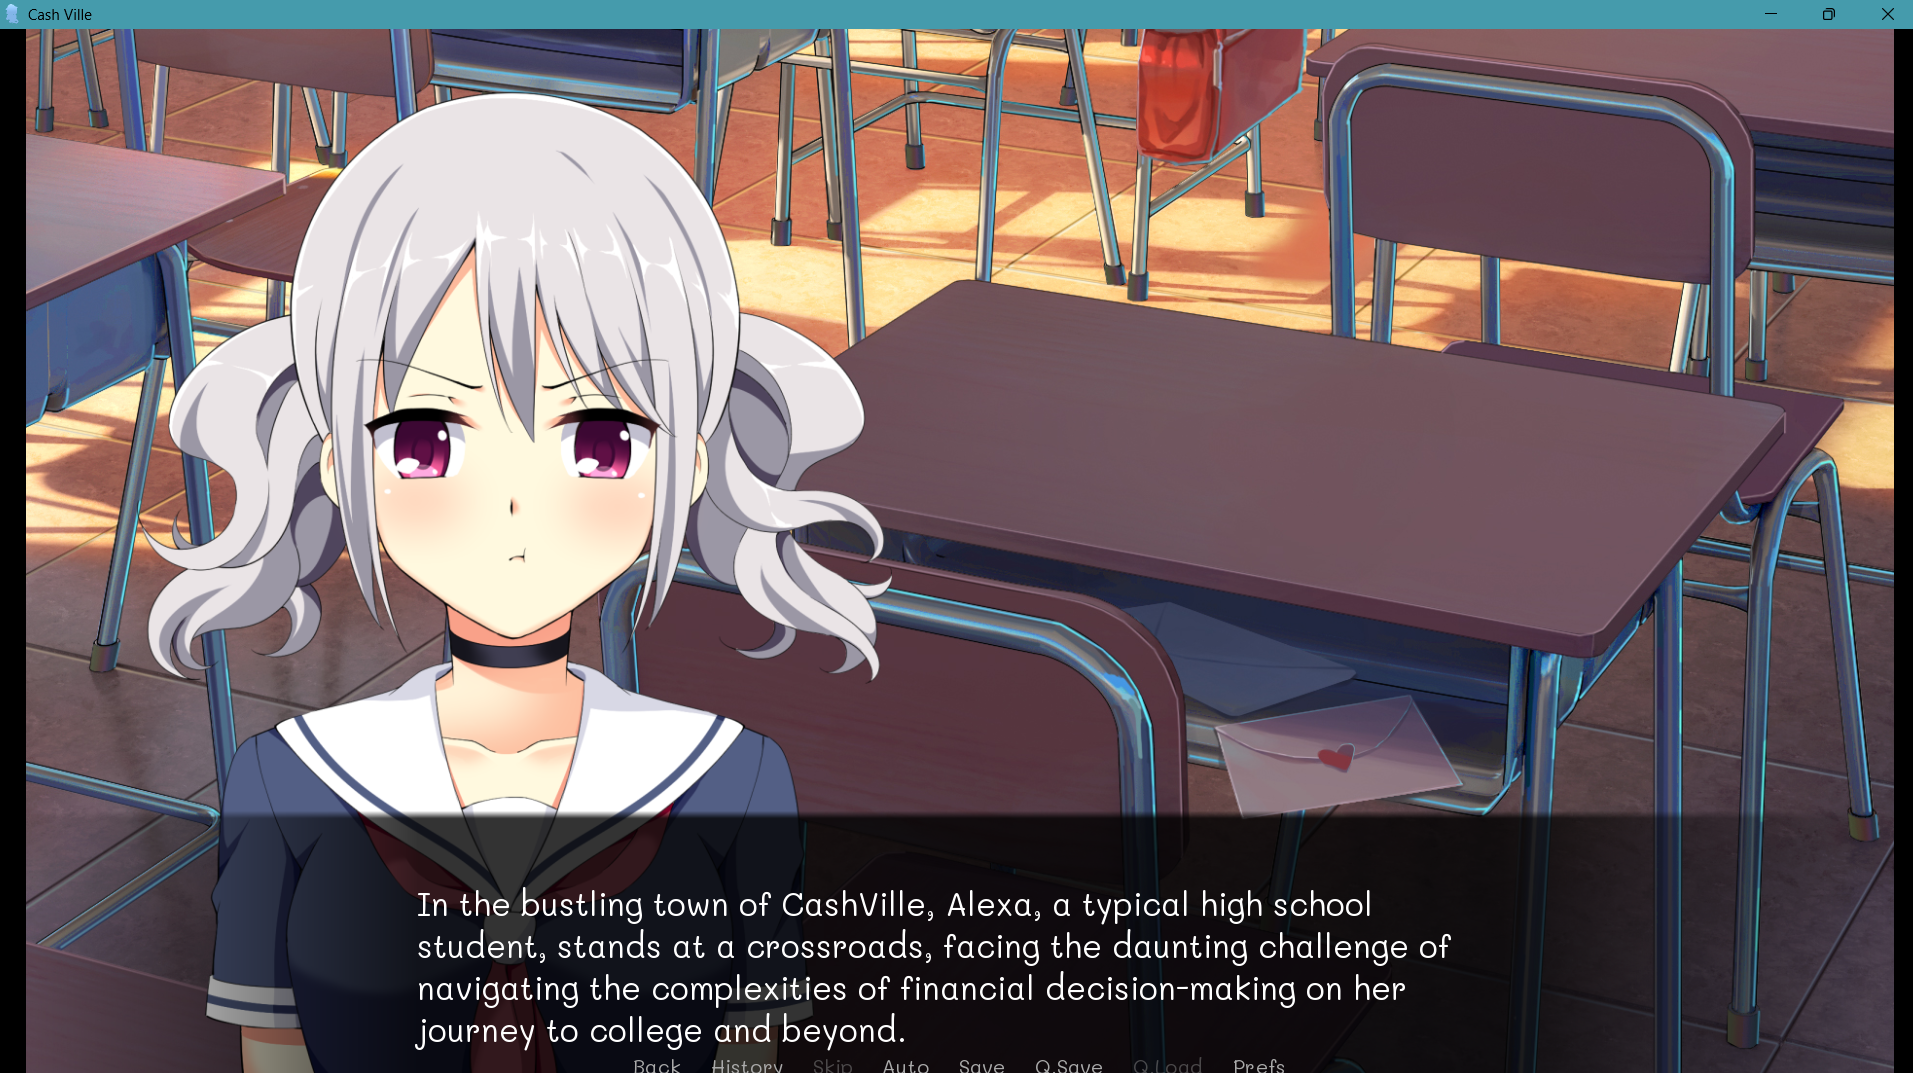 Cash Ville
In the bustling town of CashVille, Alexa, a typical high school
student, stands at a crossroads, facing the daunting challenge of
navigating the complexities of financial decision-making on her
journey to college and beyond.
Back History Skip Auto Save Q.Save Q.Load Prefs